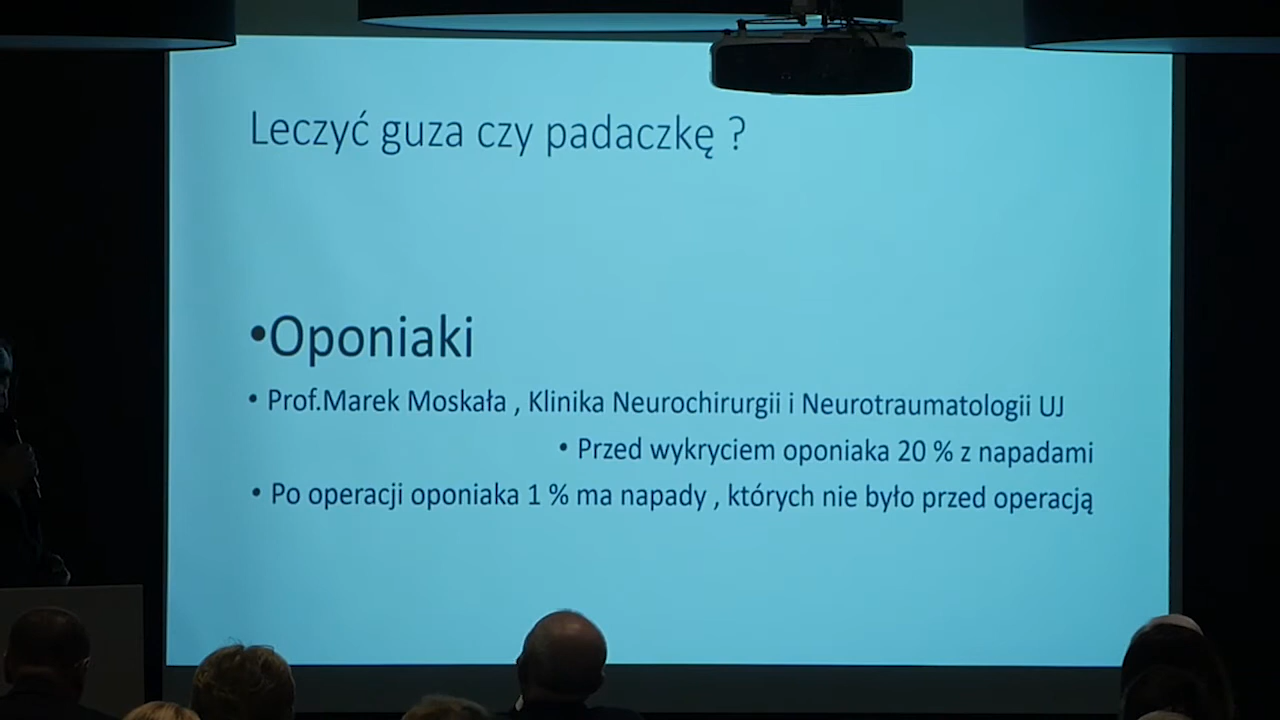 Leczyć guza czy padaczkę ?
•Oponiaki
• Prof.Marek Moskała , Klinika Neurochirurgii i Neurotraumatologii UJ
• Przed wykryciem oponiaka 20 % z napadami
• Po operacji oponiaka 1 % ma napady , których nie było przed operacją